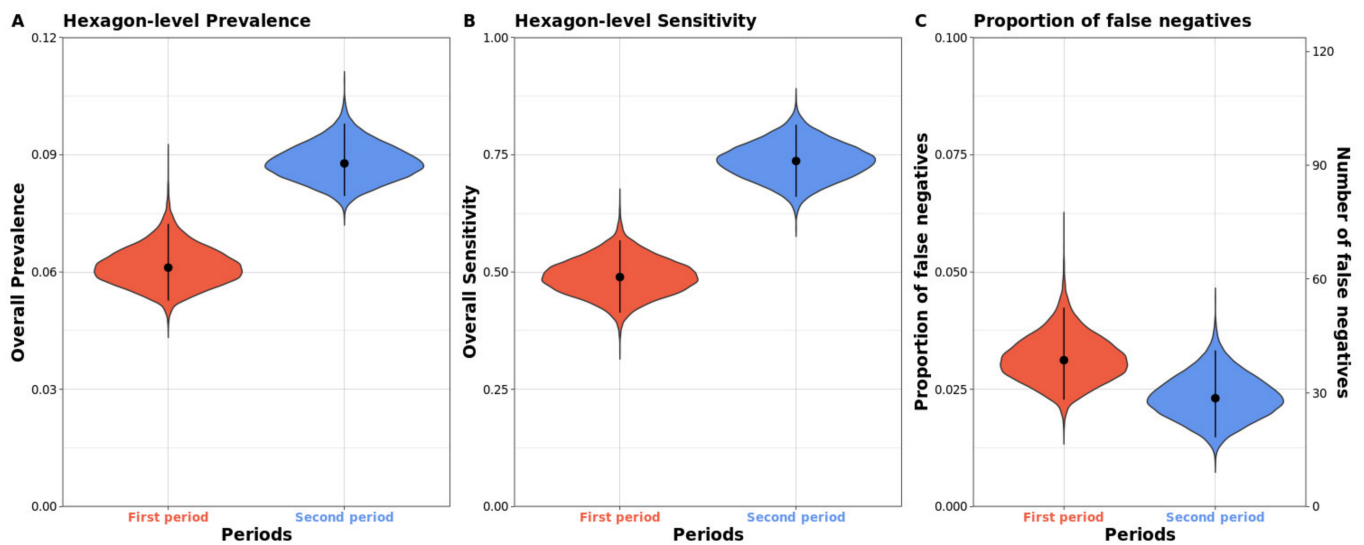 A Hexagon-level Prevalence
Overall Prevalence
0.12
0.09
0.06
0.03
0.00
First period Second period
Periods
B Hexagon-level Sensitivity
Overall Sensitivity
1.00
0.75
0.50
0.25
0.00
First period Second period
Periods
C Proportion of false negatives
Proportion of false negatives
0.100
0.075
0.050
0.025
0.000
First period Second period
Periods
120
90
60
30
0
Number of false negatives